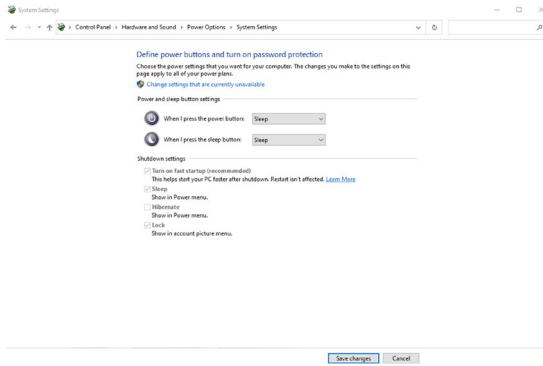 System Settings
Control Panel > Hardware and Sound > Power Options > System Settings
Define power buttons and turn on password protection
Choose the power settings that you want for your computer. The changes you make to the settings on this
page apply to all of your power plans.
Change settings that are currently unavailable
Power and sleep button settings
When I press the power button: Sleep
When I press the sleep button: Sleep
Shutdown settings
Turn on fast startup (recommended)
This helps start your PC faster after shutdown. Restart isn't affected. Learn More
Sleep
Show in Power menu.
Hibernate
Show in Power menu.
Lock
Show in account picture menu.
Save changes Cancel